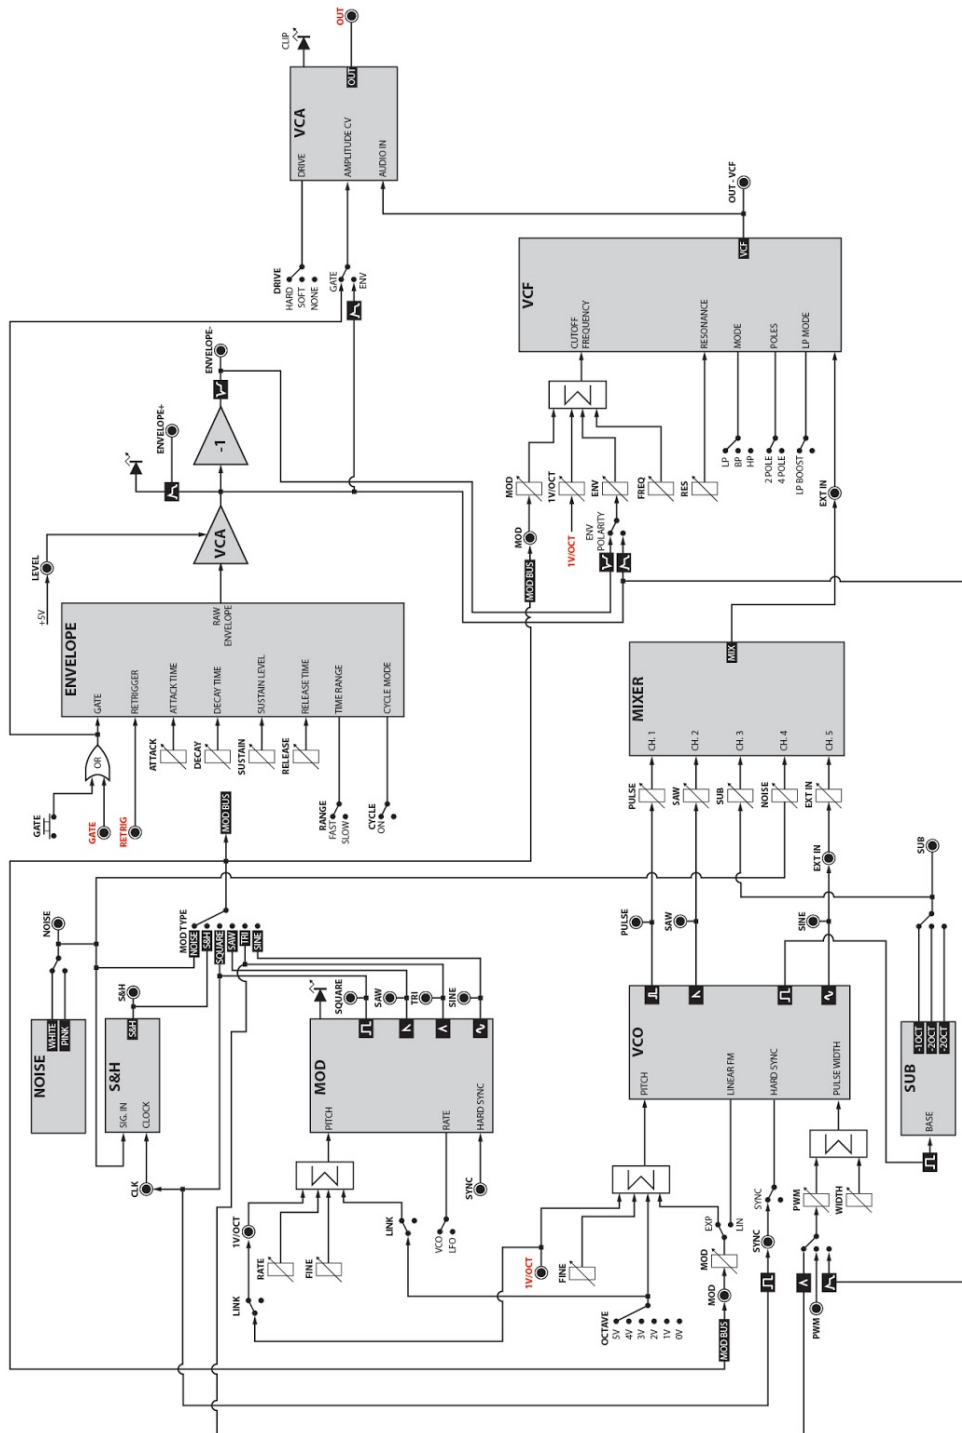 OUT
CLIP
VCA
OUT
DRIVE
AMPLITUDE CV
AUDIO IN
DRIVE
HARD
SOFT
NONE
GATE
ENV
OUT - VCF
VCF
VCF
CUTOFF
FREQUENCY
RESONANCE
MODE
POLES
LP MODE
ENVELOPE-
ENVELOPE+
-1
VCA
LEVEL
+5V
MOD
1V/OCT
ENV
FREQ
RES
LP
BP
HP
2 POLE
4 POLE
LP BOOST
EXT IN
MOD
MOD BUS
1V/OCT
ENV
POLARITY
ENVELOPE
RAW
ENVELOPE
GATE
RETRIGGER
ATTACK TIME
DECAY TIME
SUSTAIN LEVEL
RELEASE TIME
TIME RANGE
CYCLE MODE
OR
GATE
GATE
RETRIG
ATTACK
DECAY
SUSTAIN
RELEASE
RANGE
FAST
SLOW
CYCLE
ON
MOD BUS
MIXER
MIX
CH. 1
CH. 2
CH. 3
CH. 4
CH. 5
PULSE
SAW
SUB
NOISE
EXT IN
EXT IN
SUB
PULSE
SAW
SINE
NOISE
MOD TYPE
NOISE
S&H
SQUARE
SAW
TRI
SINE
NOISE
WHITE
PINK
S&H
S&H
S&H
SIG. IN
CLOCK
CLK
MOD
SQUARE
SAW
TRI
SINE
PITCH
RATE
HARD SYNC
Σ
1V/OCT
RATE
FINE
LINK
LINK
VCO
LFO
SYNC
VCO
PITCH
LINEAR FM
HARD SYNC
PULSE WIDTH
Σ
1V/OCT
FINE
OCTAVE
5V
4V
3V
2V
1V
0V
EXP
LIN
MOD
MOD
MOD BUS
SYNC
SYNC
PWM
WIDTH
PWM
Σ
SUB
-1OCT
-2OCT
-2OCT
BASE
Σ